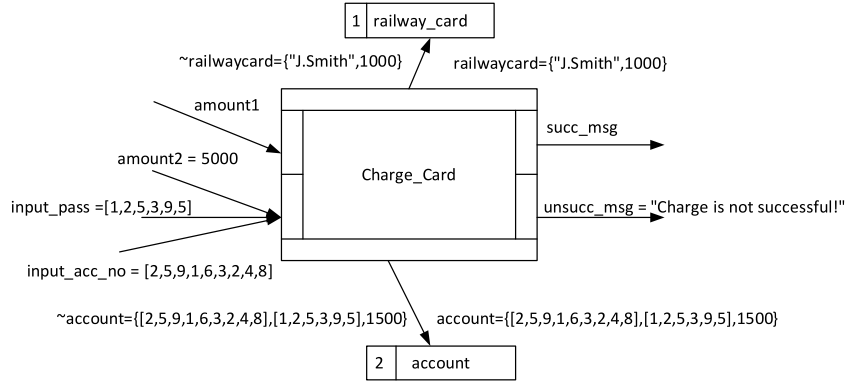 1 railway_card
~railwaycard={"J.Smith",1000} railwaycard={"J.Smith",1000}
amount1
succ_msg
amount2 = 5000
Charge_Card
input_pass =[1,2,5,3,9,5]
unsucc_msg = "Charge is not successful!"
input_acc_no = [2,5,9,1,6,3,2,4,8]
~account={[2,5,9,1,6,3,2,4,8],[1,2,5,3,9,5],1500} account={[2,5,9,1,6,3,2,4,8],[1,2,5,3,9,5],1500}
2 account